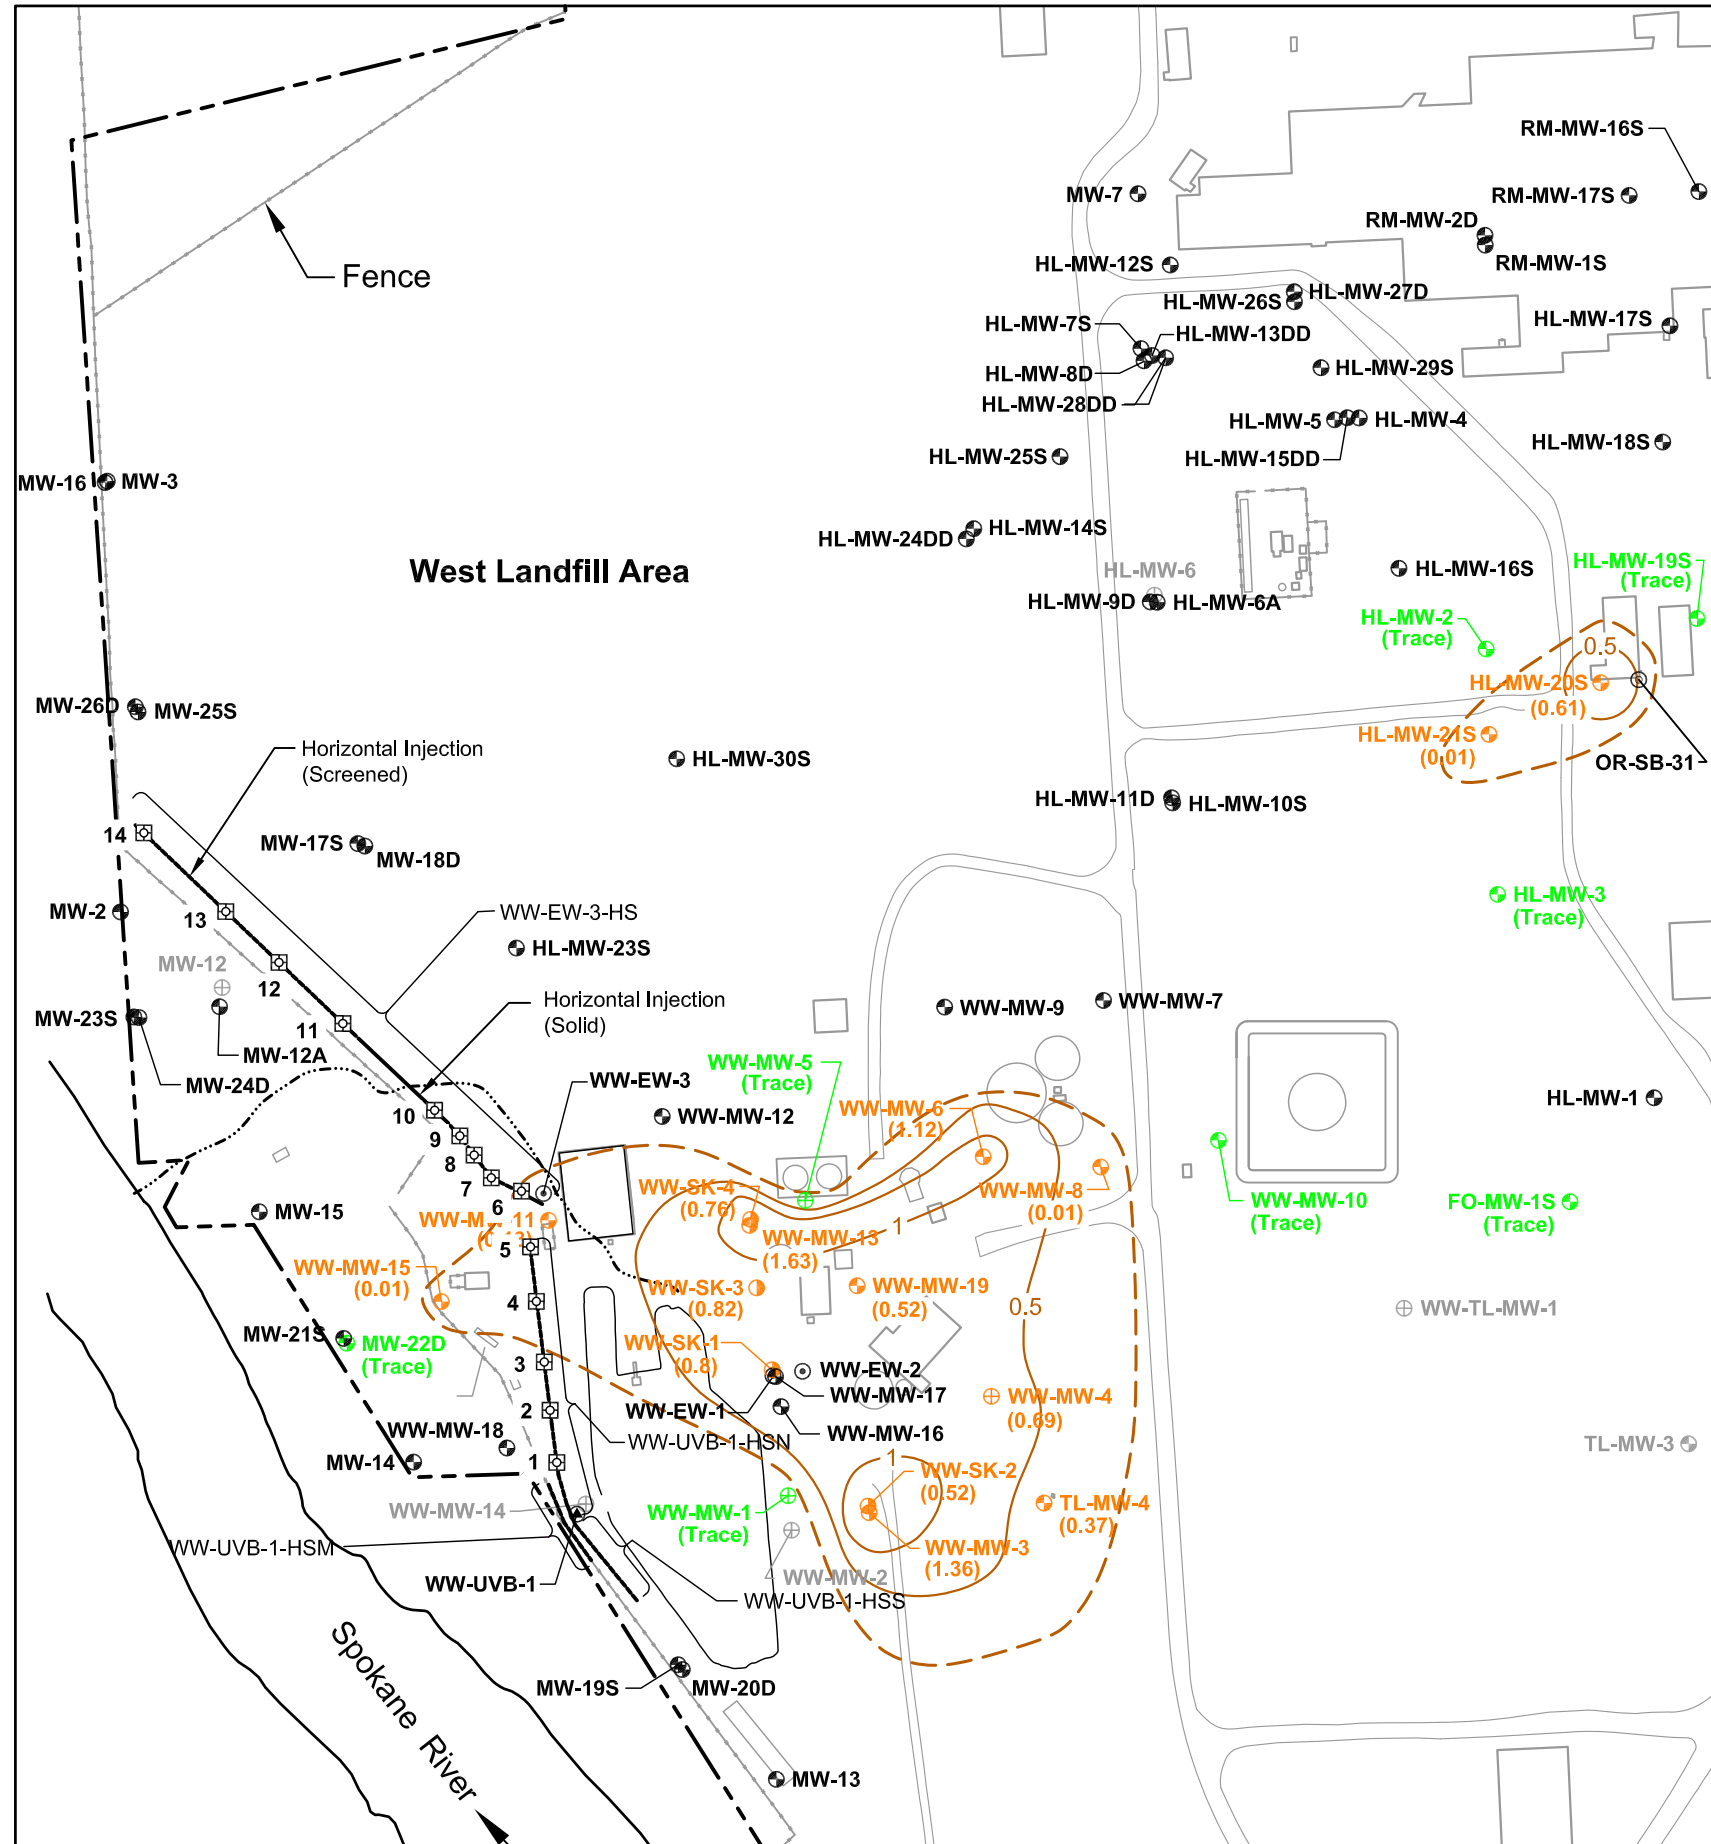 RM-MW-16S
MW-7
RM-MW-17S
RM-MW-2D
RM-MW-1S
HL-MW-12S
Fence
HL-MW-27D
HL-MW-26S
HL-MW-7S
HL-MW-13DD
HL-MW-17S
HL-MW-8D
HL-MW-29S
HL-MW-28DD
HL-MW-5
HL-MW-4
HL-MW-18S
HL-MW-25S
HL-MW-15DD
MW-16
MW-3
HL-MW-14S
HL-MW-24DD
West Landfill Area
HL-MW-6
HL-MW-16S
HL-MW-19S
(Trace)
HL-MW-9D
HL-MW-6A
HL-MW-2
(Trace)
0.5
HL-MW-20S
(0.61)
MW-26D
MW-25S
HL-MW-21S
(0.01)
Horizontal Injection
(Screened)
HL-MW-30S
OR-SB-31
HL-MW-11D
HL-MW-10S
14
MW-17S
MW-18D
HL-MW-3
(Trace)
MW-2
13
WW-EW-3-HS
HL-MW-23S
MW-12
12
Horizontal Injection
(Solid)
WW-MW-9
WW-MW-7
MW-23S
11
MW-12A
WW-MW-5
(Trace)
MW-24D
WW-EW-3
HL-MW-1
10
WW-MW-12
WW-MW-6
(1.12)
9
8
7
WW-SK-4
(0.76)
WW-MW-8
(0.01)
WW-MW-10
(Trace)
FO-MW-1S
(Trace)
6
MW-15
11
1
WW-MW-13
(1.63)
5
WW-MW-15
(0.01)
WW-SK-3
(0.82)
WW-MW-19
(0.52)
4
0.5
WW-TL-MW-1
MW-21S
MW-22D
(Trace)
WW-SK-1
(0.8)
3
WW-EW-2
WW-MW-17
WW-MW-4
(0.69)
WW-EW-1
2
WW-MW-16
WW-MW-18
WW-UVB-1-HSN
TL-MW-3
MW-14
1
1
WW-SK-2
(0.52)
WW-MW-14
WW-MW-1
(Trace)
TL-MW-4
(0.37)
WW-UVB-1-HSM
WW-MW-3
(1.36)
WW-UVB-1
WW-MW-2
WW-UVB-1-HSS
Spokane River
MW-19S
MW-20D
MW-13